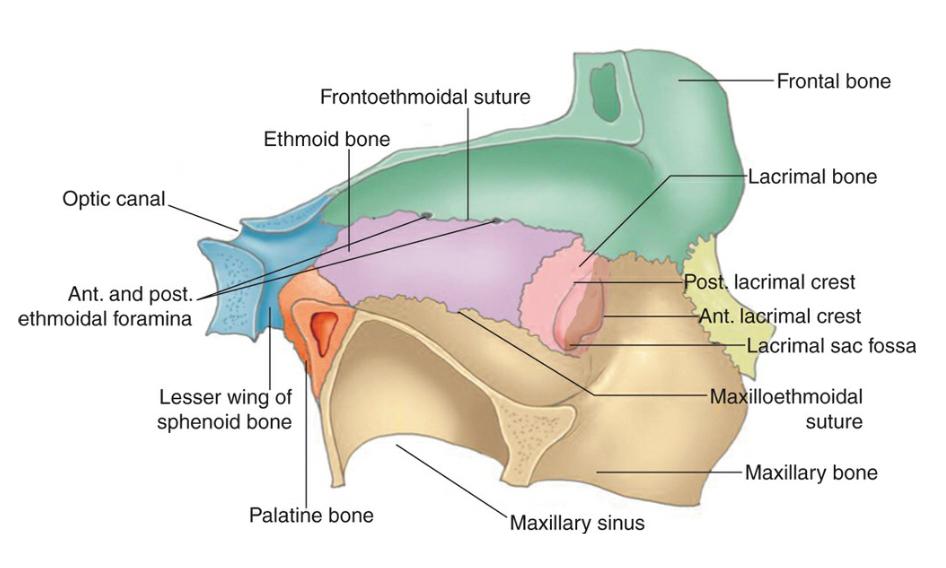 Frontal bone
Frontoethmoidal suture
Ethmoid bone
Lacrimal bone
Optic canal
Post. lacrimal crest
Ant. and post.
ethmoidal foramina
Ant. lacrimal crest
Lacrimal sac fossa
Lesser wing of
sphenoid bone
Maxilloethmoidal
suture
Maxillary bone
Palatine bone
Maxillary sinus